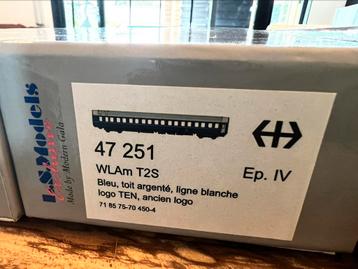 LS Models
Exclusive
Made by Modern Gala
47 251
WLAm T2S
Ep. IV
Bleu, toit argenté, ligne blanche
logo TEN, ancien logo
71 85 75-70 450-4